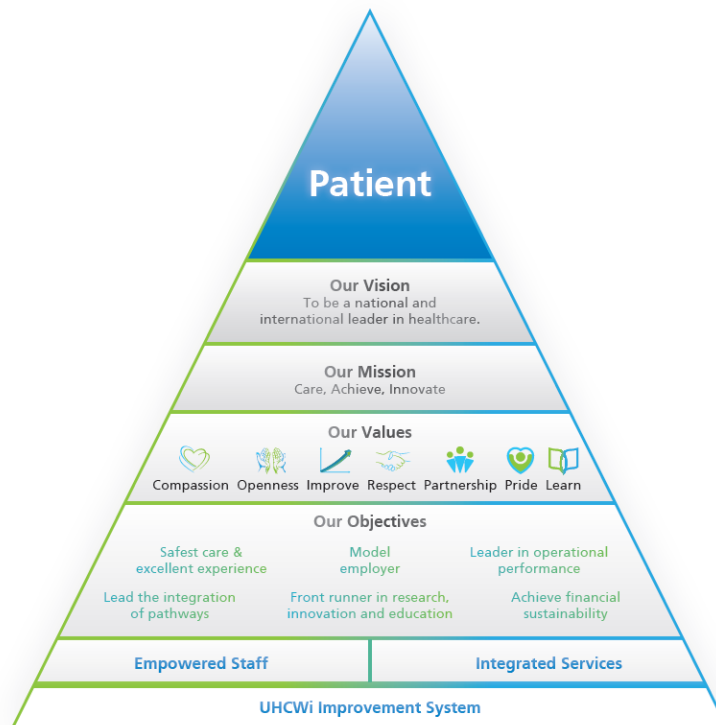 Patient
Our Vision
To be a national and
international leader in healthcare.
Our Mission
Care, Achieve, Innovate
Our Values
Compassion Openness Improve Respect Partnership Pride Learn
Our Objectives
Safest care &
excellent experience
Model
employer
Leader in operational
performance
Lead the integration
of pathways
Front runner in research,
innovation and education
Achieve financial
sustainability
Empowered Staff
Integrated Services
UHCWi Improvement System